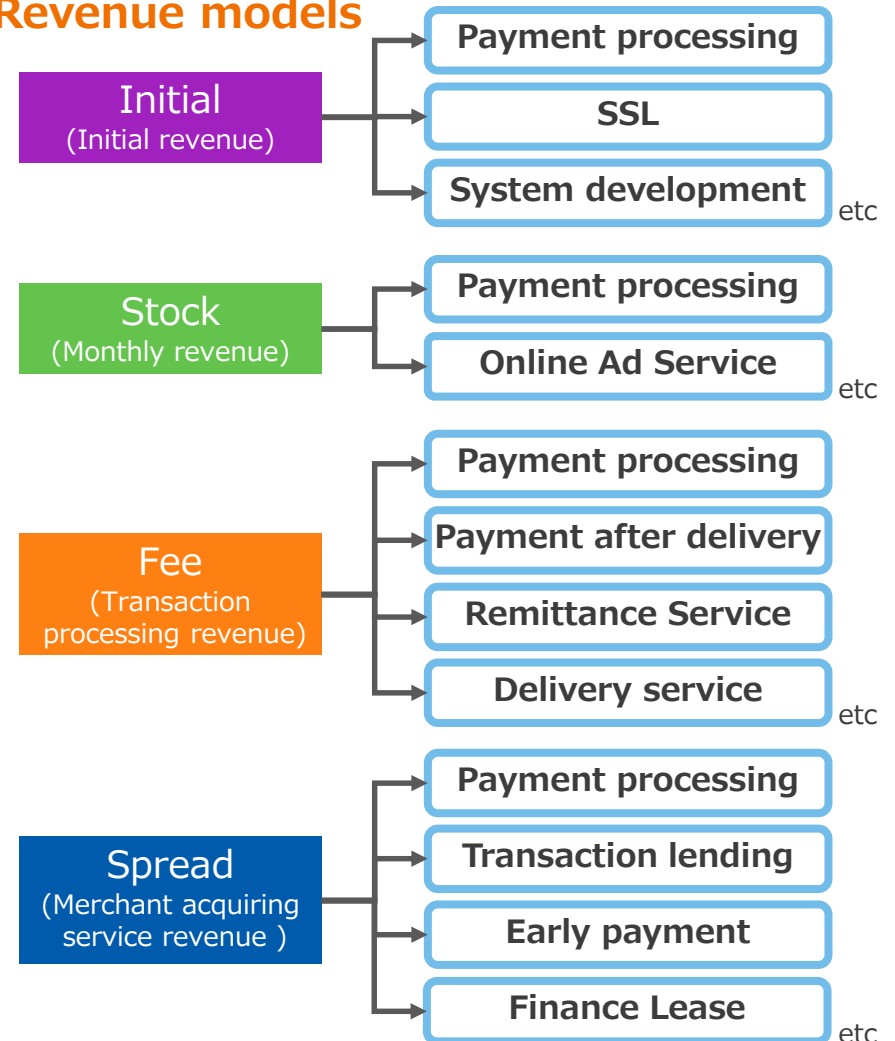 Revenue models
Initial
(Initial revenue)
Payment processing
SSL
System development
etc
Stock
(Monthly revenue)
Payment processing
Online Ad Service
etc
Fee
(Transaction
processing revenue)
Payment processing
Payment after delivery
Remittance Service
Delivery service
etc
Spread
(Merchant acquiring
service revenue )
Payment processing
Transaction lending
Early payment
Finance Lease
etc